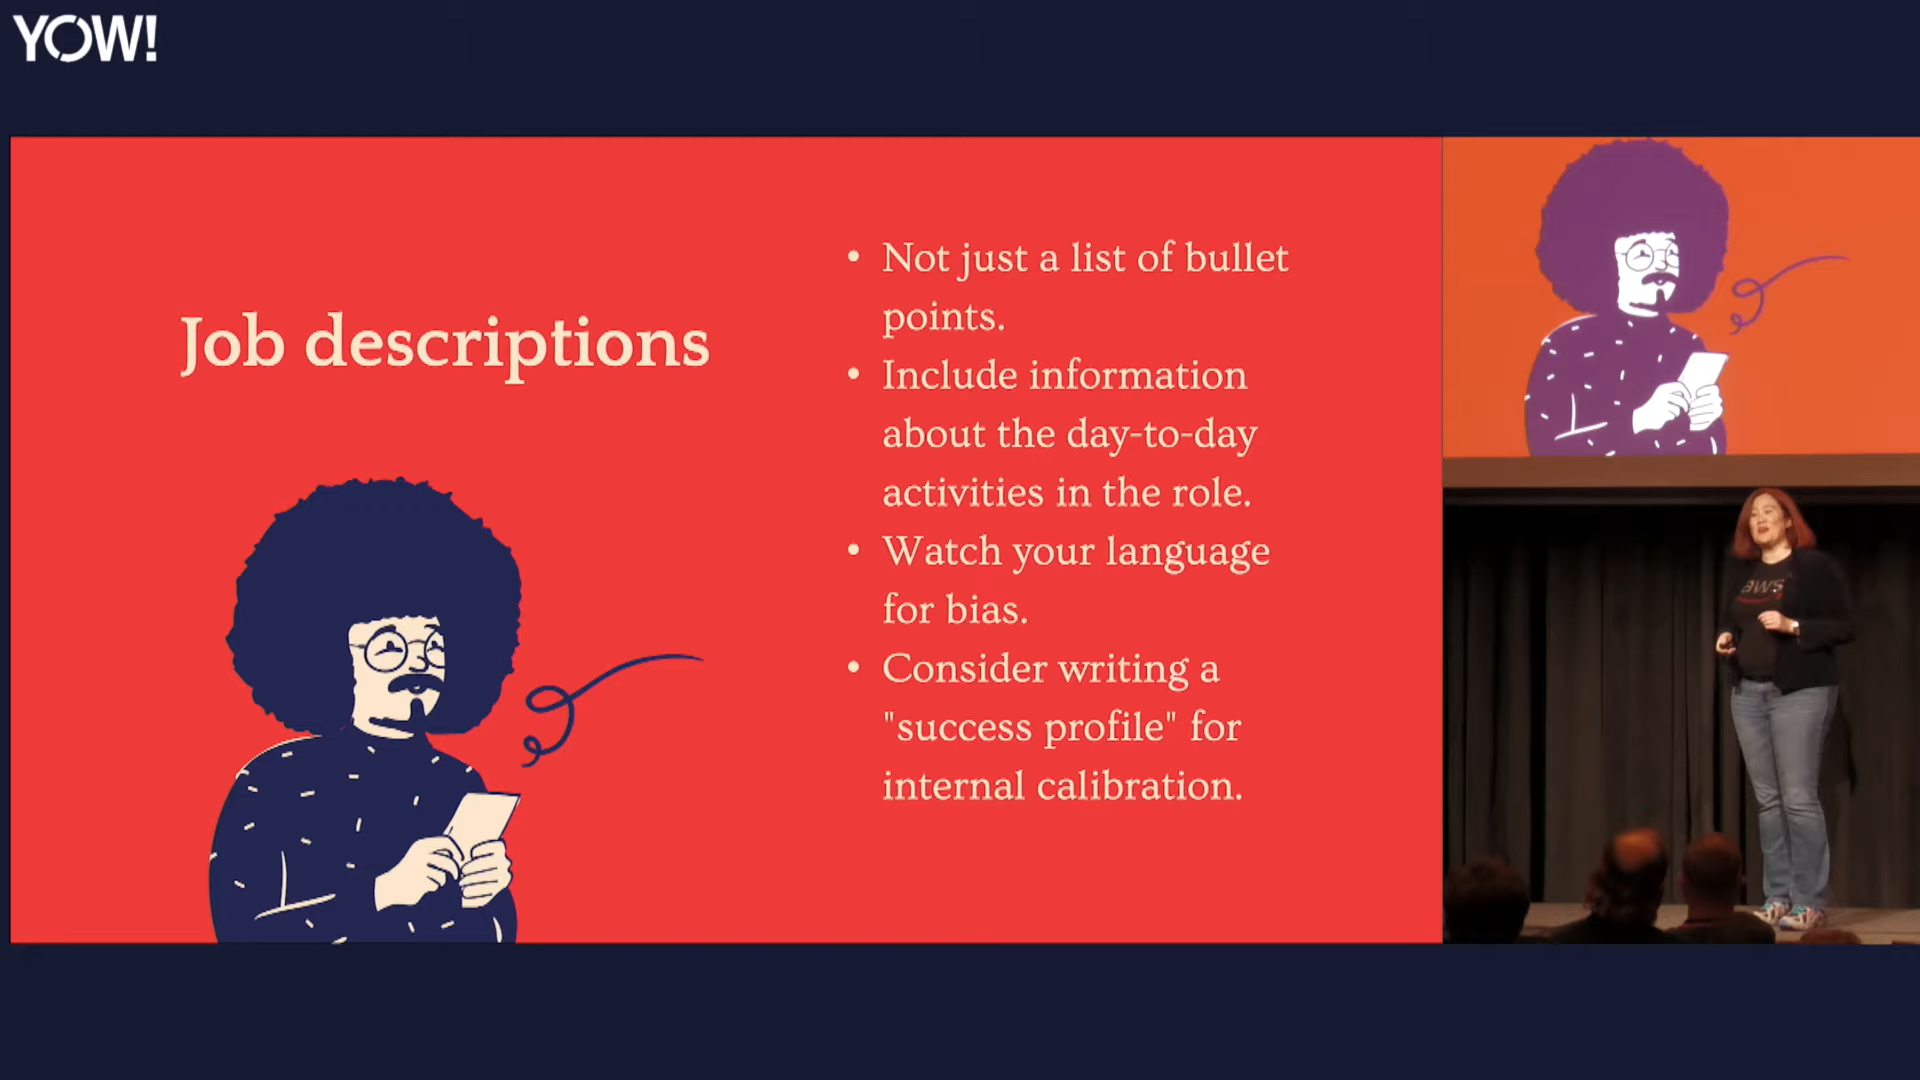 YOW!
Job descriptions
• Not just a list of bullet
points.
• Include information
about the day-to-day
activities in the role.
• Watch your language
for bias.
• Consider writing a
"success profile" for
internal calibration.
aws